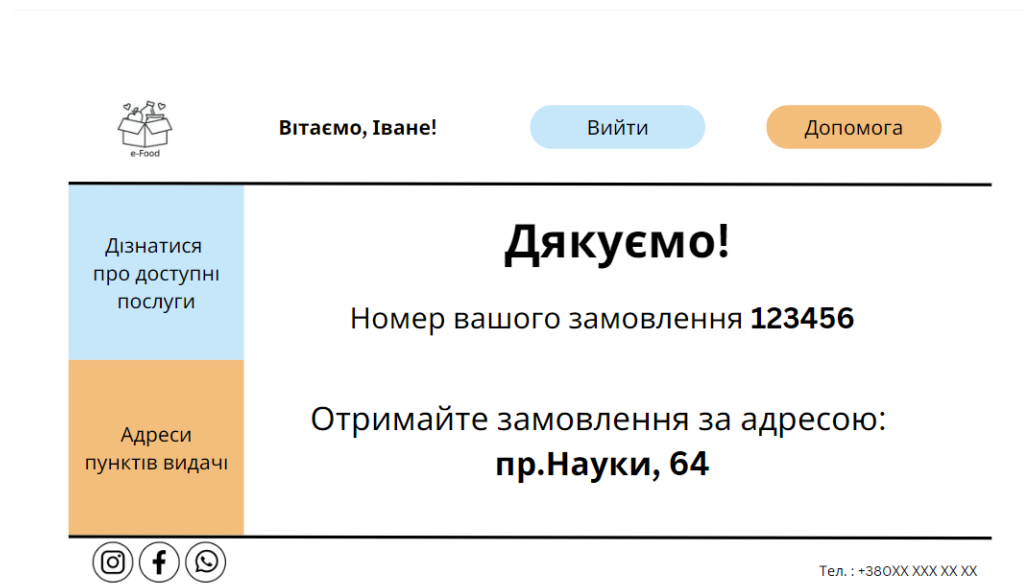 e-Food
Вітаємо, Іване!
Вийти
Допомога
Дізнатися
про доступні
послуги
Дякуємо!
Номер вашого замовлення 123456
Адреси
пунктів видачі
Отримайте замовлення за адресою:
пр.Науки, 64
Тел. : +380XX XXX XX XX